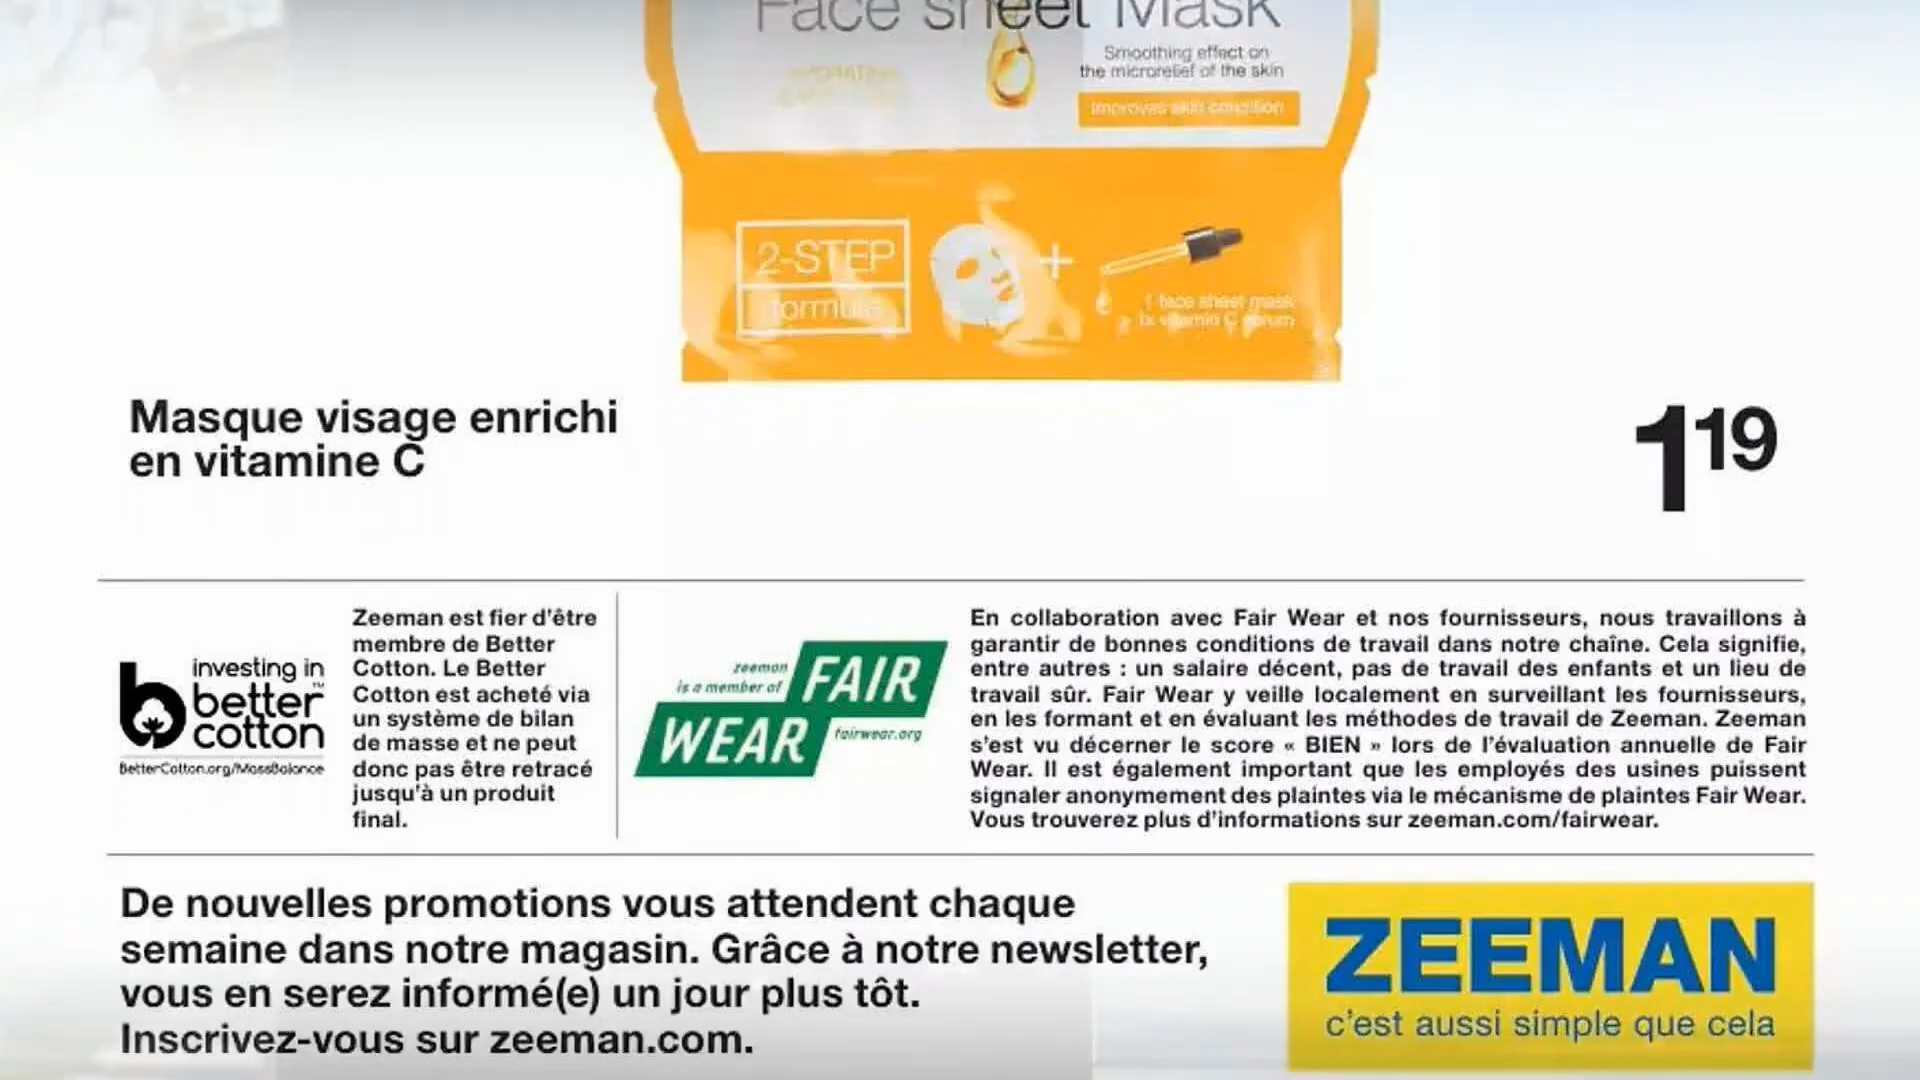 Face sheet Mask
Smoothing effect on
the microrelief of the skin
Improves skin condition
2-STEP
formula
1 face sheet mask
1x vitamin C serum
Masque visage enrichi
en vitamine C
1 19
investing in
better
cotton
BetterCotton.org/MassBalance
Zeeman est fier d'être
membre de Better
Cotton. Le Better
Cotton est acheté via
un système de bilan
de masse et ne peut
donc pas être retracé
jusqu'à un produit
final.
zeeman
is a member of
FAIR
WEAR
fairwear.org
En collaboration avec Fair Wear et nos fournisseurs, nous travaillons à
garantir de bonnes conditions de travail dans notre chaîne. Cela signifie,
entre autres : un salaire décent, pas de travail des enfants et un lieu de
travail sûr. Fair Wear y veille localement en surveillant les fournisseurs,
en les formant et en évaluant les méthodes de travail de Zeeman. Zeeman
s'est vu décerner le score « BIEN » lors de l'évaluation annuelle de Fair
Wear. Il est également important que les employés des usines puissent
signaler anonymement des plaintes via le mécanisme de plaintes Fair Wear.
Vous trouverez plus d'informations sur zeeman.com/fairwear.
De nouvelles promotions vous attendent chaque
semaine dans notre magasin. Grâce à notre newsletter,
vous en serez informé(e) un jour plus tôt.
Inscrivez-vous sur zeeman.com.
ZEEMAN
c'est aussi simple que cela